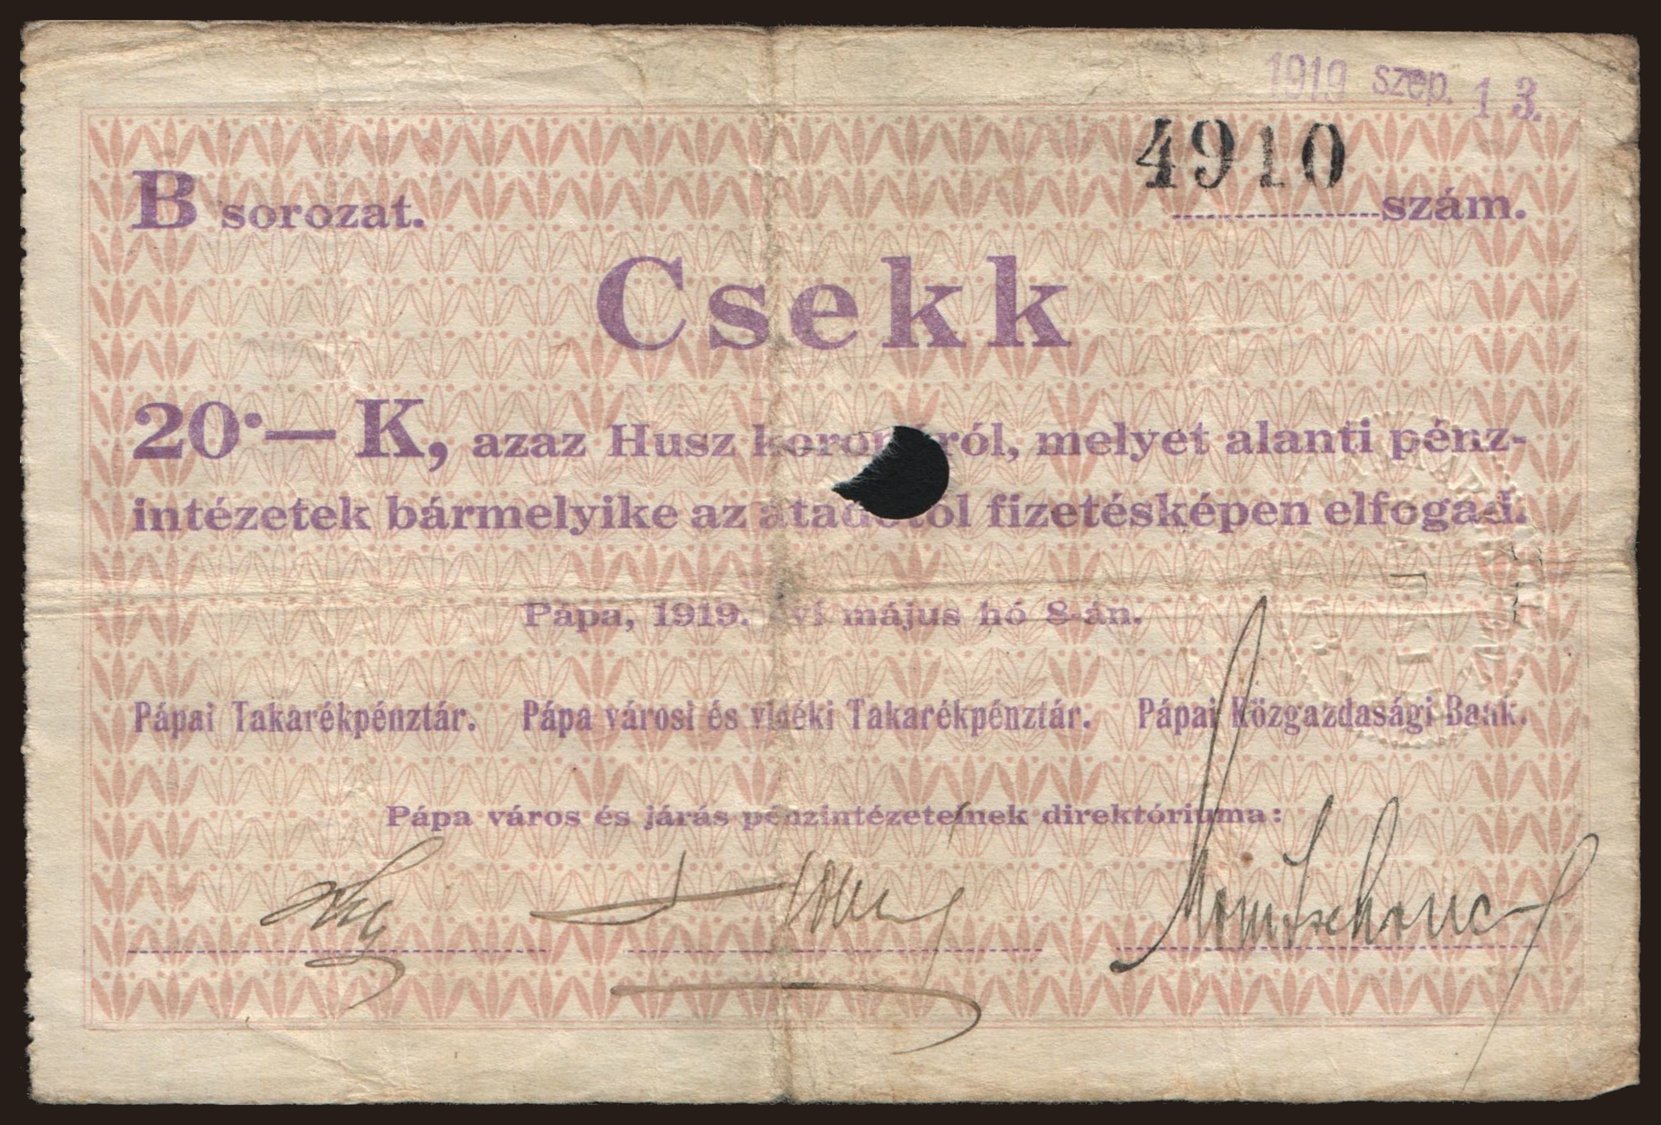 1919 szep. 13.
4910
B sorozat. szám.
Csekk
20·— K, azaz Husz koronáról, melyet alanti pénz-
intézetek bármelyike az átadótól fizetésképen elfogad.
Pápa, 1919. évi május hó 8-án.
Pápai Takarékpénztár. Pápa városi és vidéki Takarékpénztár. Pápai Közgazdasági Bank.
Pápa város és járás pénzintézeteinek direktóriuma: